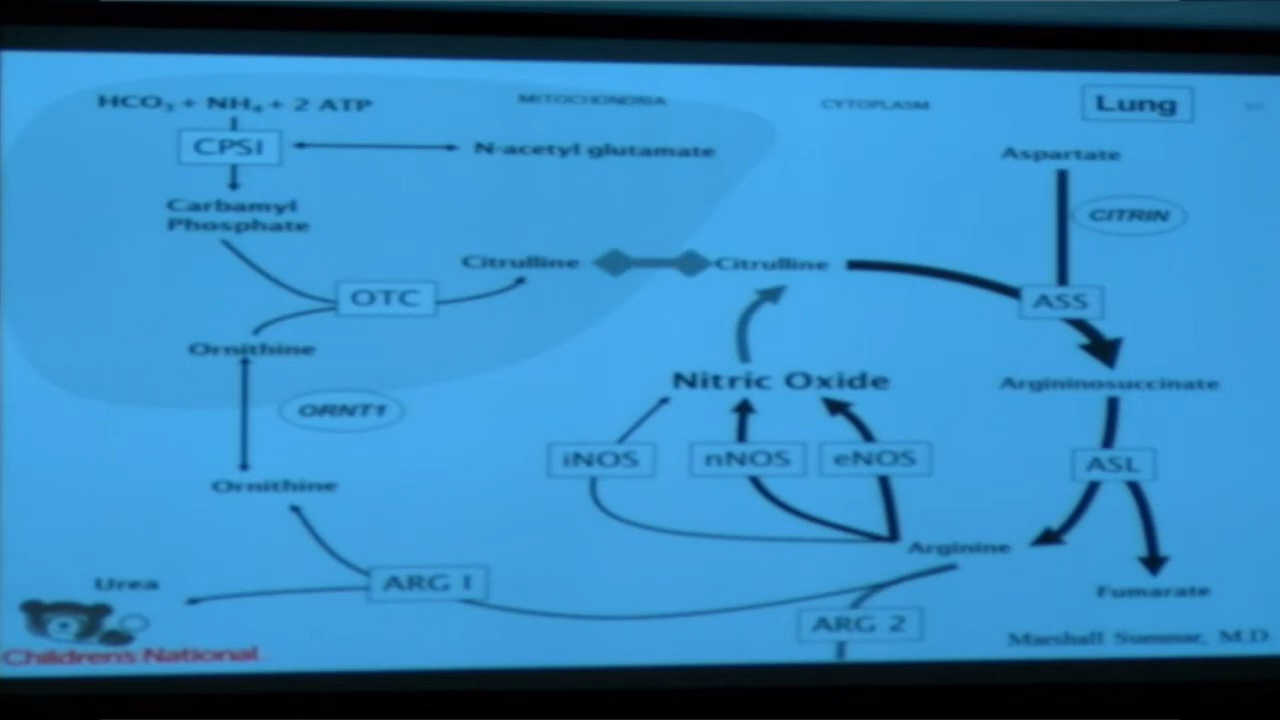 HCO₃ + NH₄ + 2 ATP
MITOCHONDRIA
CYTOPLASM
Lung
CPSI
N-acetyl glutamate
Aspartate
Carbamyl
Phosphate
CITRIN
Citrulline
Citrulline
OTC
ASS
Ornithine
Nitric Oxide
Argininosuccinate
ORNT1
iNOS
nNOS
eNOS
ASL
Ornithine
Arginine
Urea
ARG I
Fumarate
ARG 2
Marshall Summar, M.D
Children's National